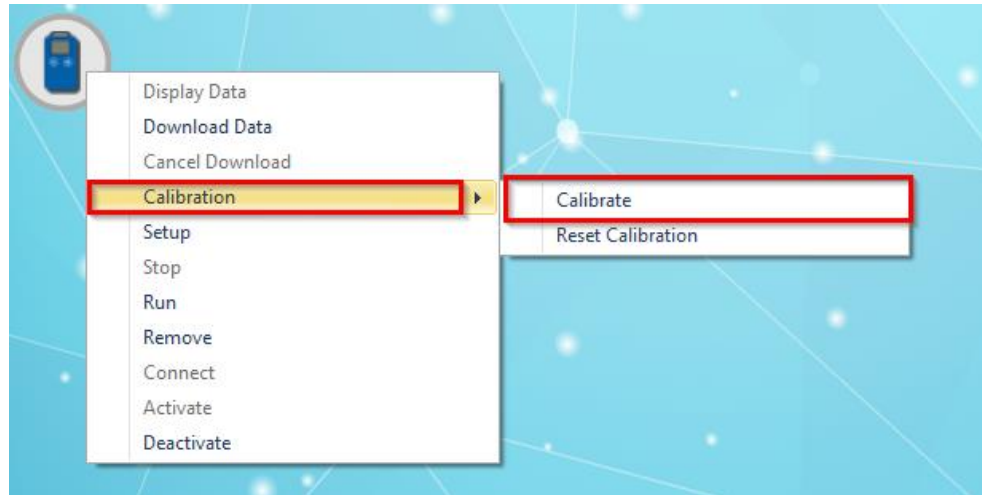 Display Data
Download Data
Cancel Download
Calibration
Setup
Stop
Run
Remove
Connect
Activate
Deactivate
Calibrate
Reset Calibration